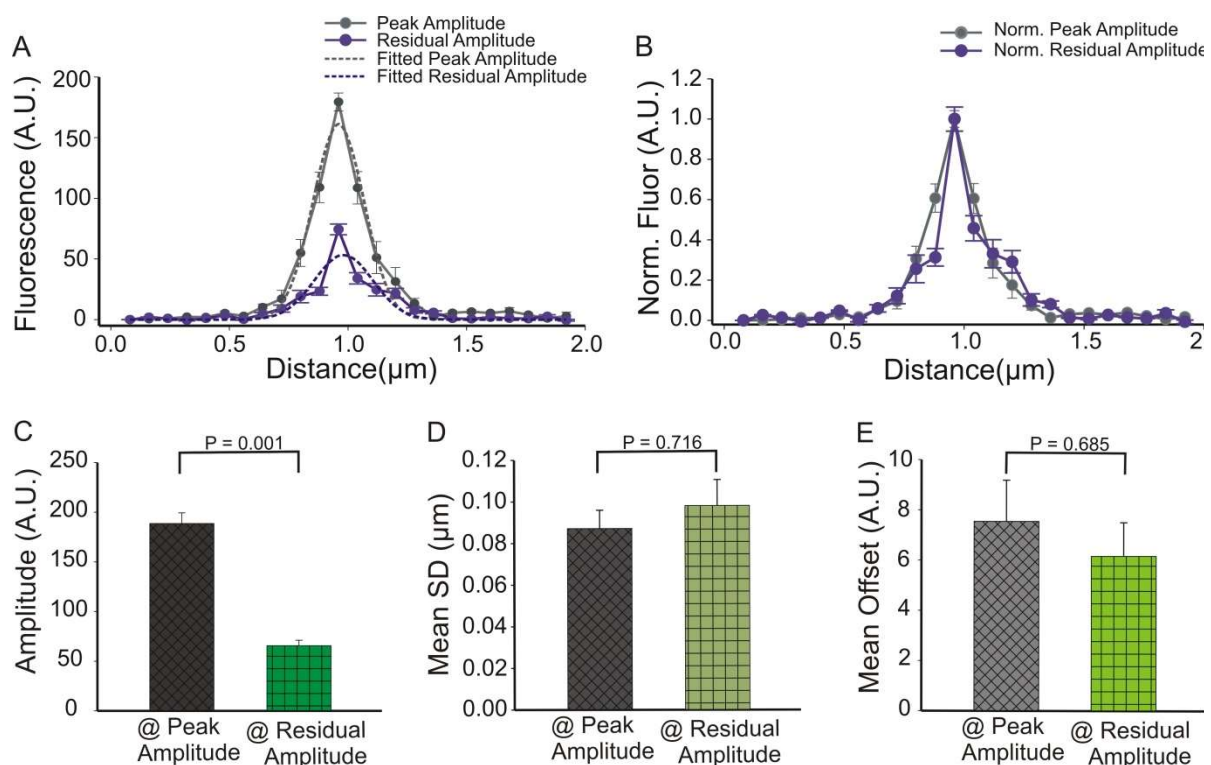 A
Peak Amplitude
Residual Amplitude
Fitted Peak Amplitude
Fitted Residual Amplitude
Fluorescence (A.U.)
200
150
100
50
0
0.0 0.5 1.0 1.5 2.0
Distance(µm)
B
Norm. Peak Amplitude
Norm. Residual Amplitude
Norm. Fluor (A.U.)
1.2
1.0
0.8
0.6
0.4
0.2
0.0
0.0 0.5 1.0 1.5 2
Distance(µm)
C
P = 0.001
Amplitude (A.U.)
250
200
150
100
50
0
@ Peak @ Residual
Amplitude Amplitude
D
P = 0.716
Mean SD (µm)
0.12
0.10
0.08
0.06
0.04
0.02
0.00
@ Peak @ Residual
Amplitude Amplitude
E
P = 0.685
Mean Offset (A.U.)
10
8
6
4
2
0
@ Peak @ Residual
Amplitude Amplitude